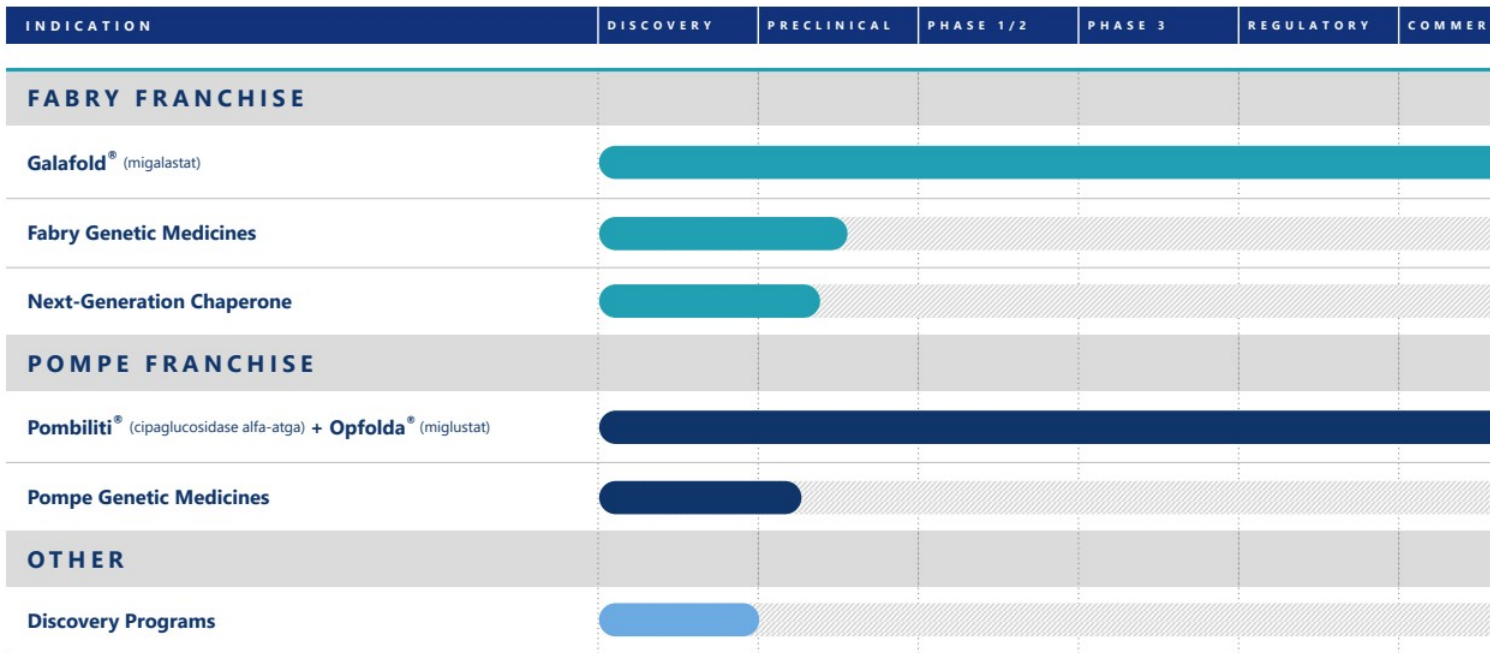 INDICATION DISCOVERY PRECLINICAL PHASE 1/2 PHASE 3 REGULATORY COMMER
FABRY FRANCHISE
Galafold® (migalastat)
Fabry Genetic Medicines
Next-Generation Chaperone
POMPE FRANCHISE
Pombiliti® (cipaglucosidase alfa-atga) + Opfolda® (miglustat)
Pompe Genetic Medicines
OTHER
Discovery Programs